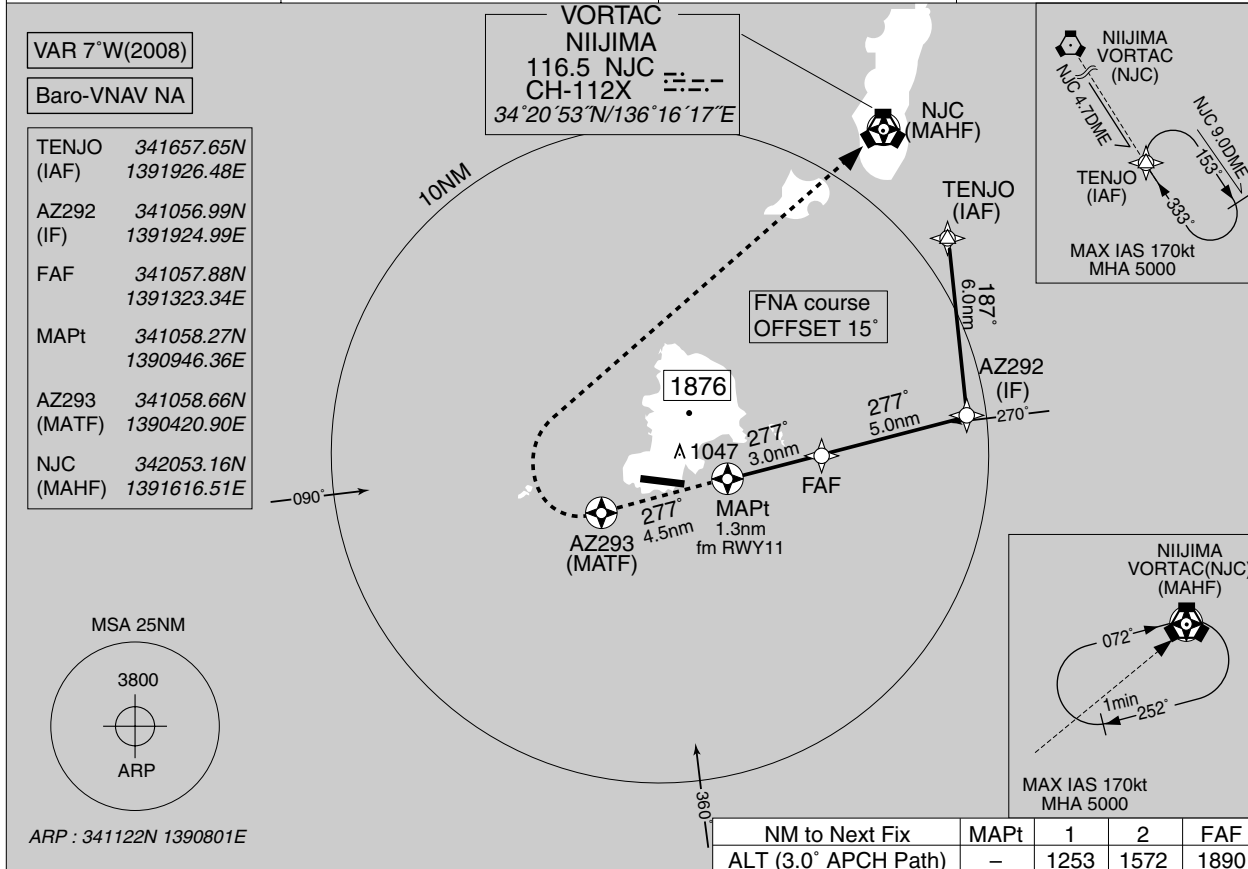 VAR 7°W(2008)
Baro-VNAV NA
TENJO 341657.65N
(IAF) 1391926.48E
AZ292 341056.99N
(IF) 1391924.99E
FAF 341057.88N
1391323.34E
MAPt 341058.27N
1390946.36E
AZ293 341058.66N
(MATF) 1390420.90E
NJC 342053.16N
(MAHF) 1391616.51E
VORTAC
NIIJIMA
116.5 NJC
CH-112X
34°20´53˝N/136°16´17˝E
NJC
(MAHF)
10NM
TENJO
(IAF)
187°
6.0nm
FNA course
OFFSET 15°
AZ292
(IF)
270°
277°
5.0nm
1876
1047
277°
3.0nm
FAF
MAPt
1.3nm
fm RWY11
277°
4.5nm
AZ293
(MATF)
090°
360°
NIIJIMA
VORTAC
(NJC)
NJC 4.7DME
NJC 9.0DME
TENJO
(IAF)
153°
333°
MAX IAS 170kt
MHA 5000
NIIJIMA
VORTAC(NJC)
(MAHF)
072°
1min
252°
MAX IAS 170kt
MHA 5000
MSA 25NM
3800
ARP
ARP : 341122N 1390801E
NM to Next Fix MAPt 1 2 FAF
ALT (3.0° APCH Path) – 1253 1572 1890